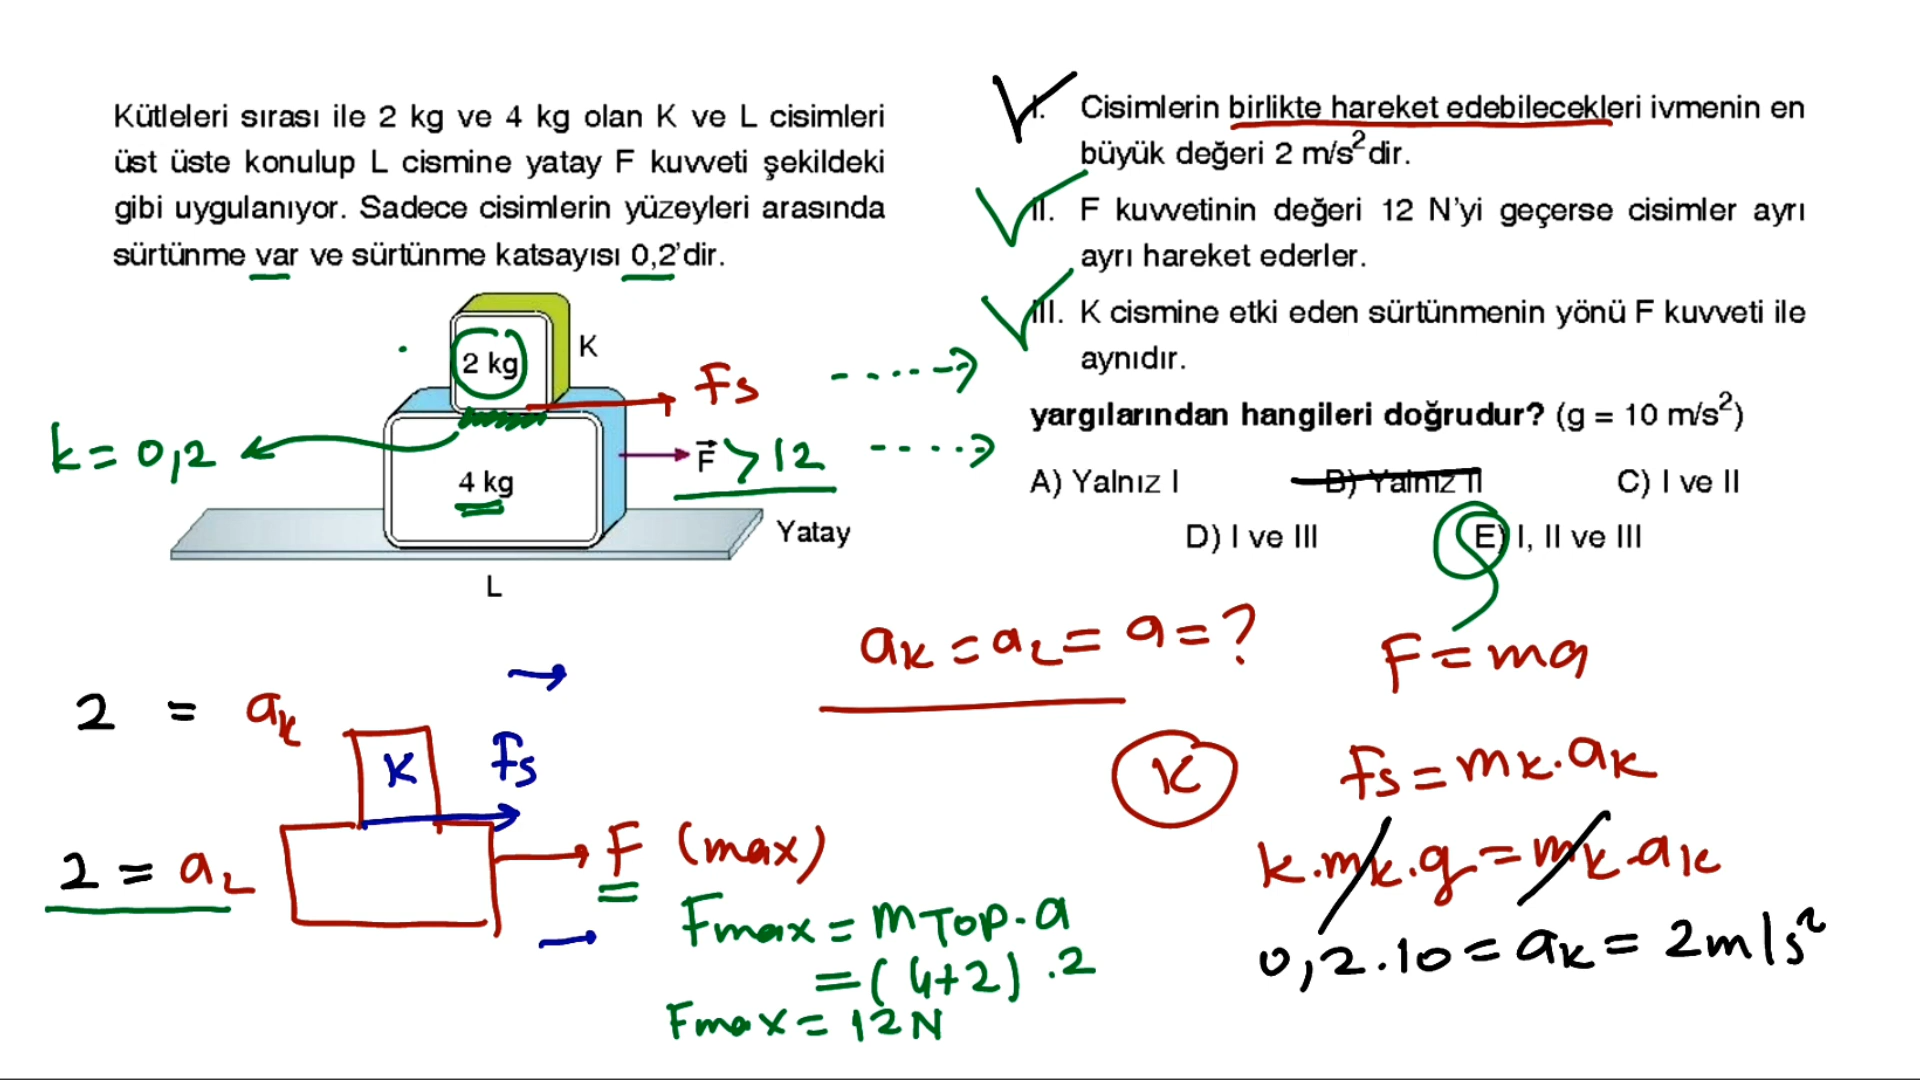 Kütleleri sırası ile 2 kg ve 4 kg olan K ve L cisimleri
üst üste konulup L cismine yatay F kuvveti şekildeki
gibi uygulanıyor. Sadece cisimlerin yüzeyleri arasında
sürtünme var ve sürtünme katsayısı 0,2'dir.
2 kg
K
Fs
k = 0,2
F > 12
4 kg
Yatay
L
I. Cisimlerin birlikte hareket edebilecekleri ivmenin en
büyük değeri 2 m/s²dir.
II. F kuvvetinin değeri 12 N'yi geçerse cisimler ayrı
ayrı hareket ederler.
III. K cismine etki eden sürtünmenin yönü F kuvveti ile
aynıdır.
yargılarından hangileri doğrudur? (g = 10 m/s²)
A) Yalnız I
B) Yalnız II
C) I ve II
D) I ve III
E) I, II ve III
aK = aL = a = ?
F = ma
2 = aK
K
Fs
2 = aL
F (max)
Fmax = mTOP.a
= (4+2).2
Fmax = 12N
K
Fs = mK.aK
k.mK.g = mK.aK
0,2.10 = aK = 2m/s²